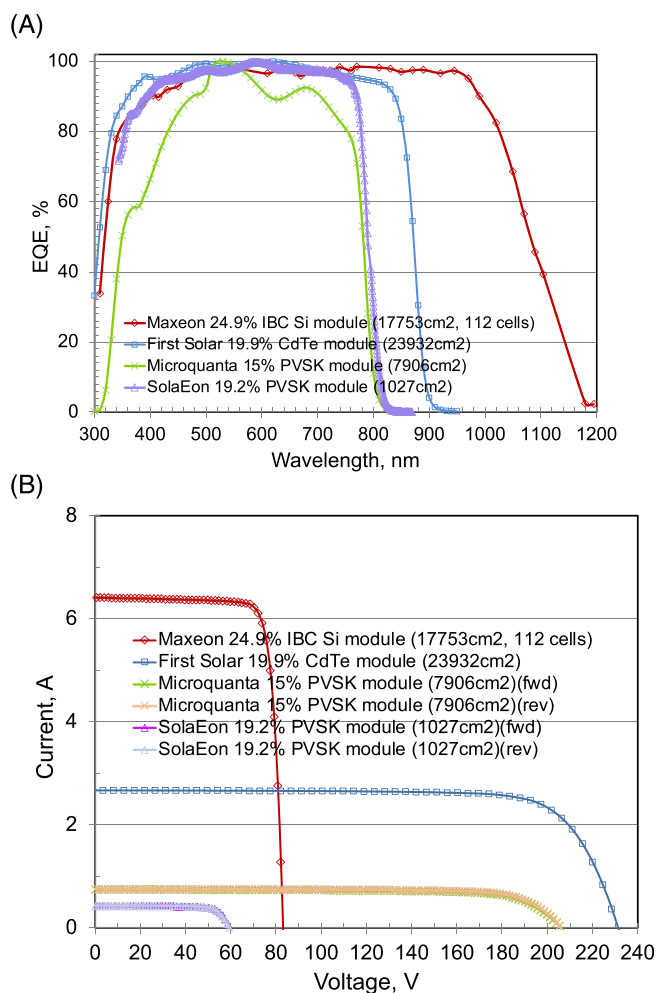 (A)
100
80
60
40
20
0
EQE, %
Maxeon 24.9% IBC Si module (17753cm2, 112 cells)
First Solar 19.9% CdTe module (23932cm2)
Microquanta 15% PVSK module (7906cm2)
SolaEon 19.2% PVSK module (1027cm2)
300 400 500 600 700 800 900 1000 1100 1200
Wavelength, nm
(B)
8
6
4
2
0
Current, A
Maxeon 24.9% IBC Si module (17753cm2, 112 cells)
First Solar 19.9% CdTe module (23932cm2)
Microquanta 15% PVSK module (7906cm2)(fwd)
Microquanta 15% PVSK module (7906cm2)(rev)
SolaEon 19.2% PVSK module (1027cm2)(fwd)
SolaEon 19.2% PVSK module (1027cm2)(rev)
0 20 40 60 80 100 120 140 160 180 200 220 240
Voltage, V